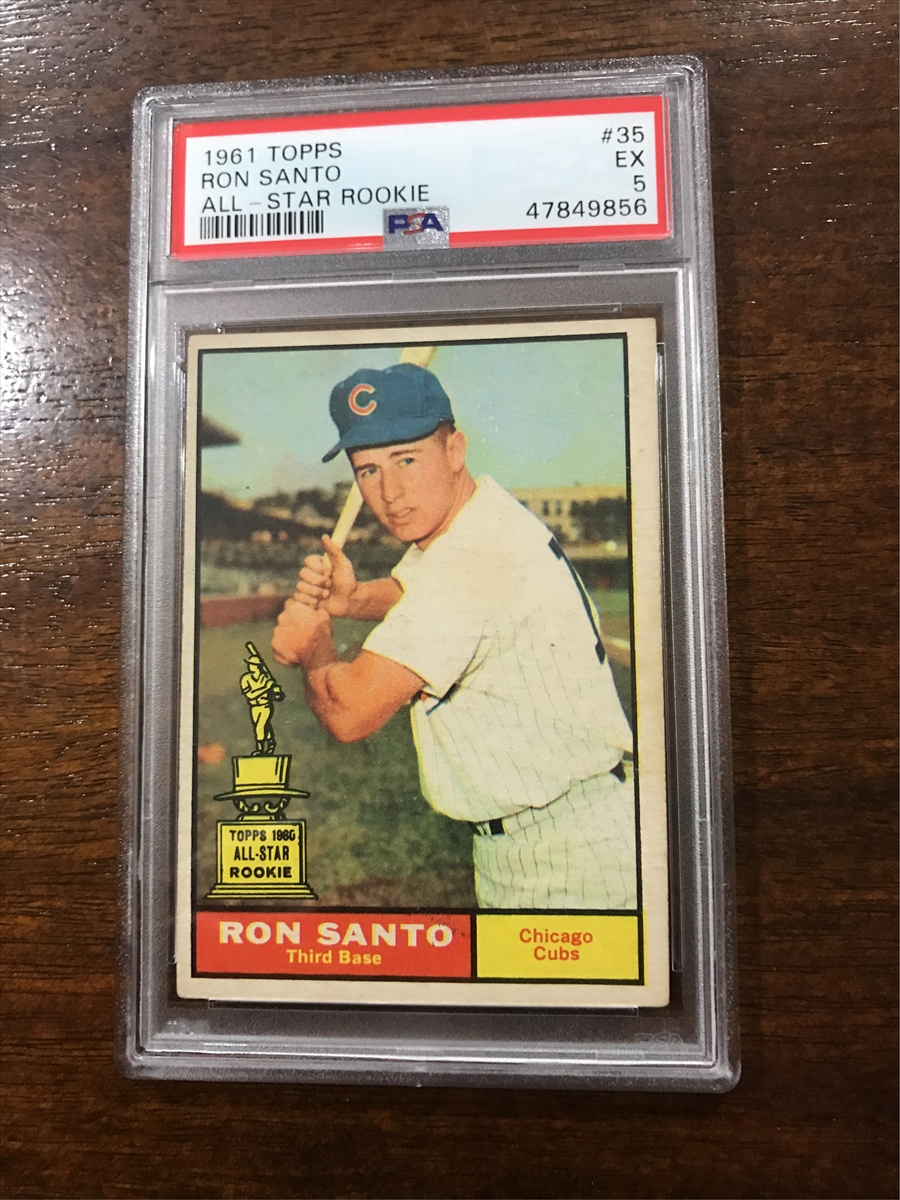 1961 TOPPS #35
RON SANTO EX
ALL-STAR ROOKIE 5
PSA 47849856
C
TOPPS 1960
ALL-STAR
ROOKIE
RON SANTO
Third Base
Chicago
Cubs
PSA